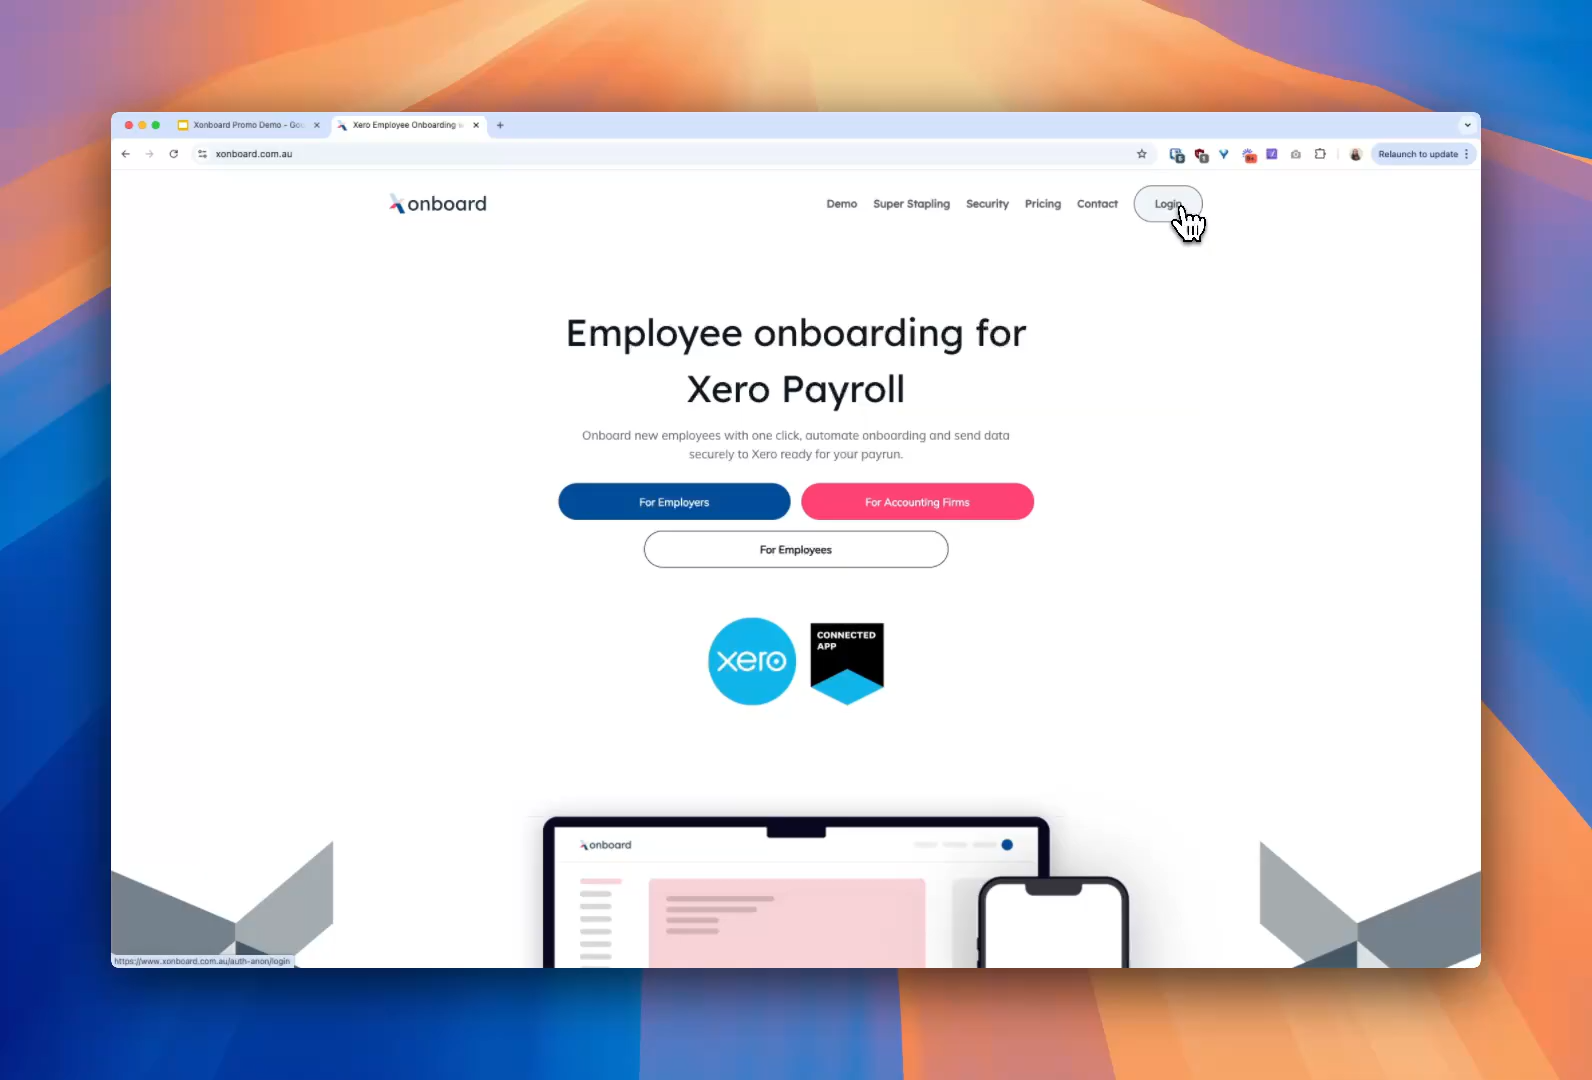 Xonboard Promo Demo - Goo
Xero Employee Onboarding
xonboard.com.au
Relaunch to update
Xonboard
Demo
Super Stapling
Security
Pricing
Contact
Login
Employee onboarding for
Xero Payroll
Onboard new employees with one click, automate onboarding and send data
securely to Xero ready for your payrun.
For Employers
For Accounting Firms
For Employees
xero
CONNECTED
APP
Xonboard
https://www.xonboard.com.au/auth-anon/login